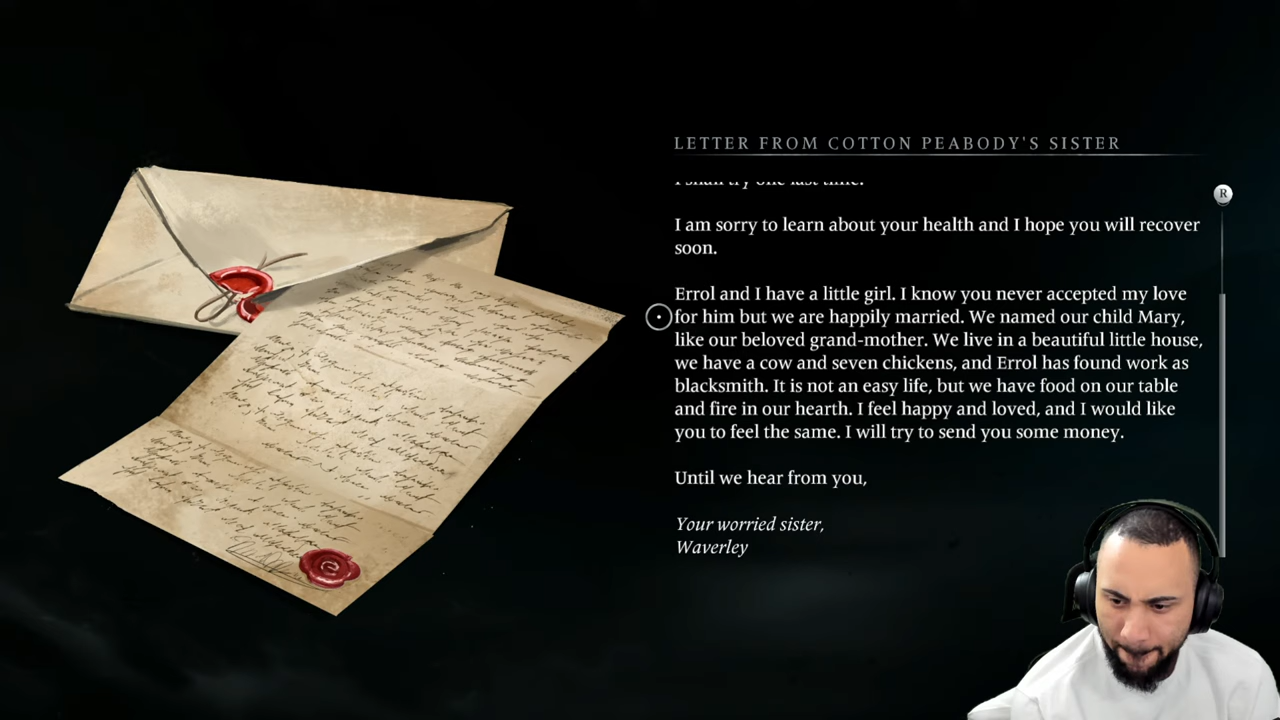 LETTER FROM COTTON PEABODY'S SISTER
I shall try one last time.
R
I am sorry to learn about your health and I hope you will recover
soon.
Errol and I have a little girl. I know you never accepted my love
for him but we are happily married. We named our child Mary,
like our beloved grand-mother. We live in a beautiful little house,
we have a cow and seven chickens, and Errol has found work as
blacksmith. It is not an easy life, but we have food on our table
and fire in our hearth. I feel happy and loved, and I would like
you to feel the same. I will try to send you some money.
Until we hear from you,
Your worried sister,
Waverley